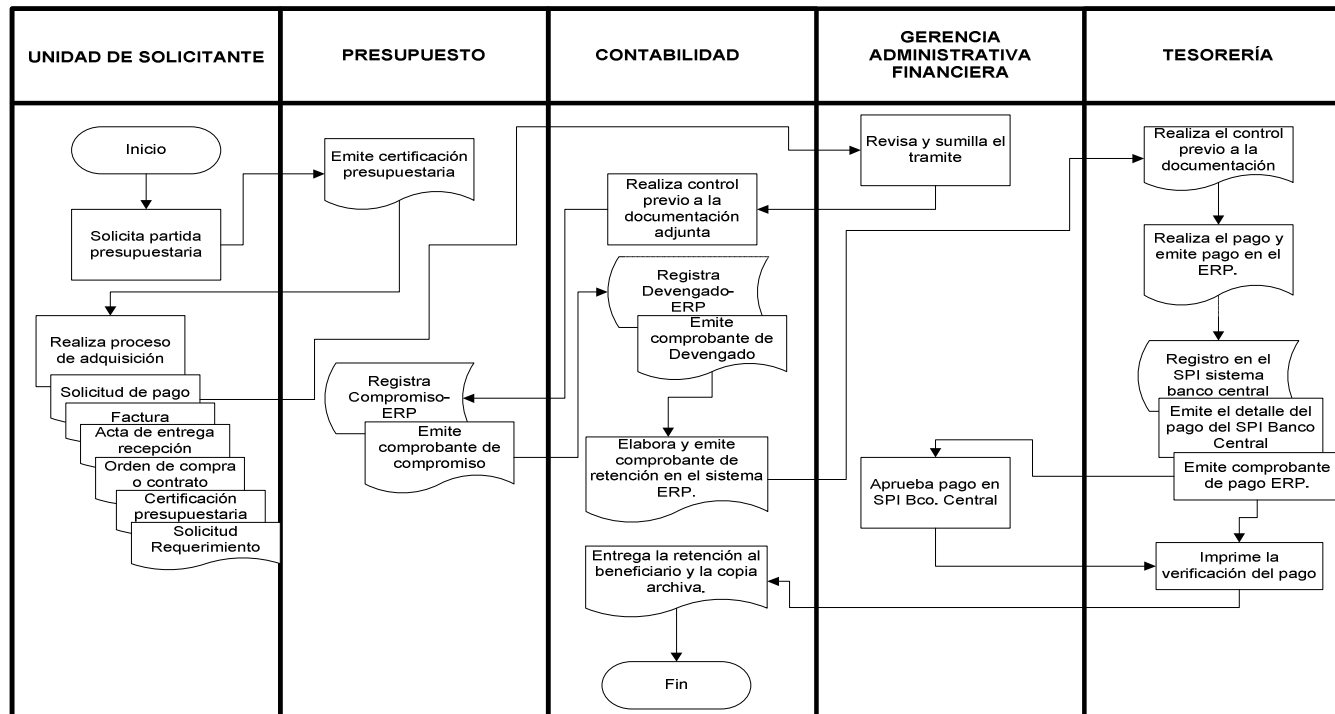 UNIDAD DE SOLICITANTE
PRESUPUESTO
CONTABILIDAD
GERENCIA
ADMINISTRATIVA
FINANCIERA
TESORERÍA
Inicio
Solicita partida
presupuestaria
Realiza proceso
de adquisición
Solicitud de pago
Factura
Acta de entrega
recepción
Orden de compra
o contrato
Certificación
presupuestaria
Solicitud
Requerimiento
Emite certificación
presupuestaria
Registra
Compromiso-
ERP
Emite
comprobante de
compromiso
Realiza control
previo a la
documentación
adjunta
Registra
Devengado-
ERP
Emite
comprobante de
Devengado
Elabora y emite
comprobante de
retención en el sistema
ERP.
Entrega la retención al
beneficiario y la copia
archiva.
Fin
Revisa y sumilla el
tramite
Aprueba pago en
SPI Bco. Central
Realiza el control
previo a la
documentación
Realiza el pago y
emite pago en el
ERP.
Registro en el
SPI sistema
banco central
Emite el detalle del
pago del SPI Banco
Central
Emite comprobante
de pago ERP.
Imprime la
verificación del pago